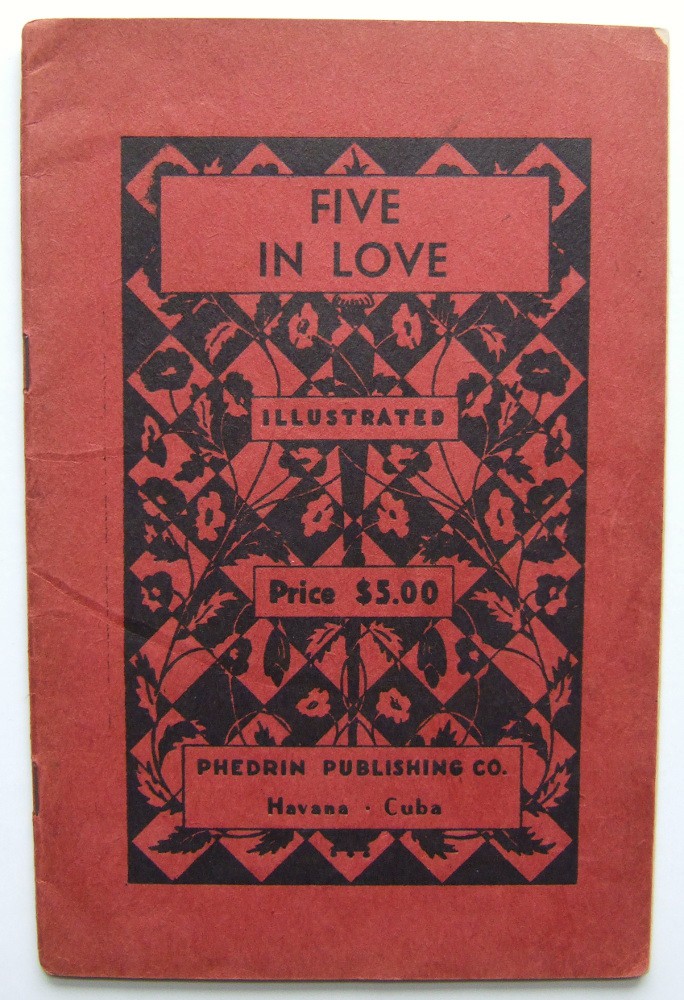 FIVE
IN LOVE
ILLUSTRATED
Price $5.00
PHEDRIN PUBLISHING CO.
Havana · Cuba